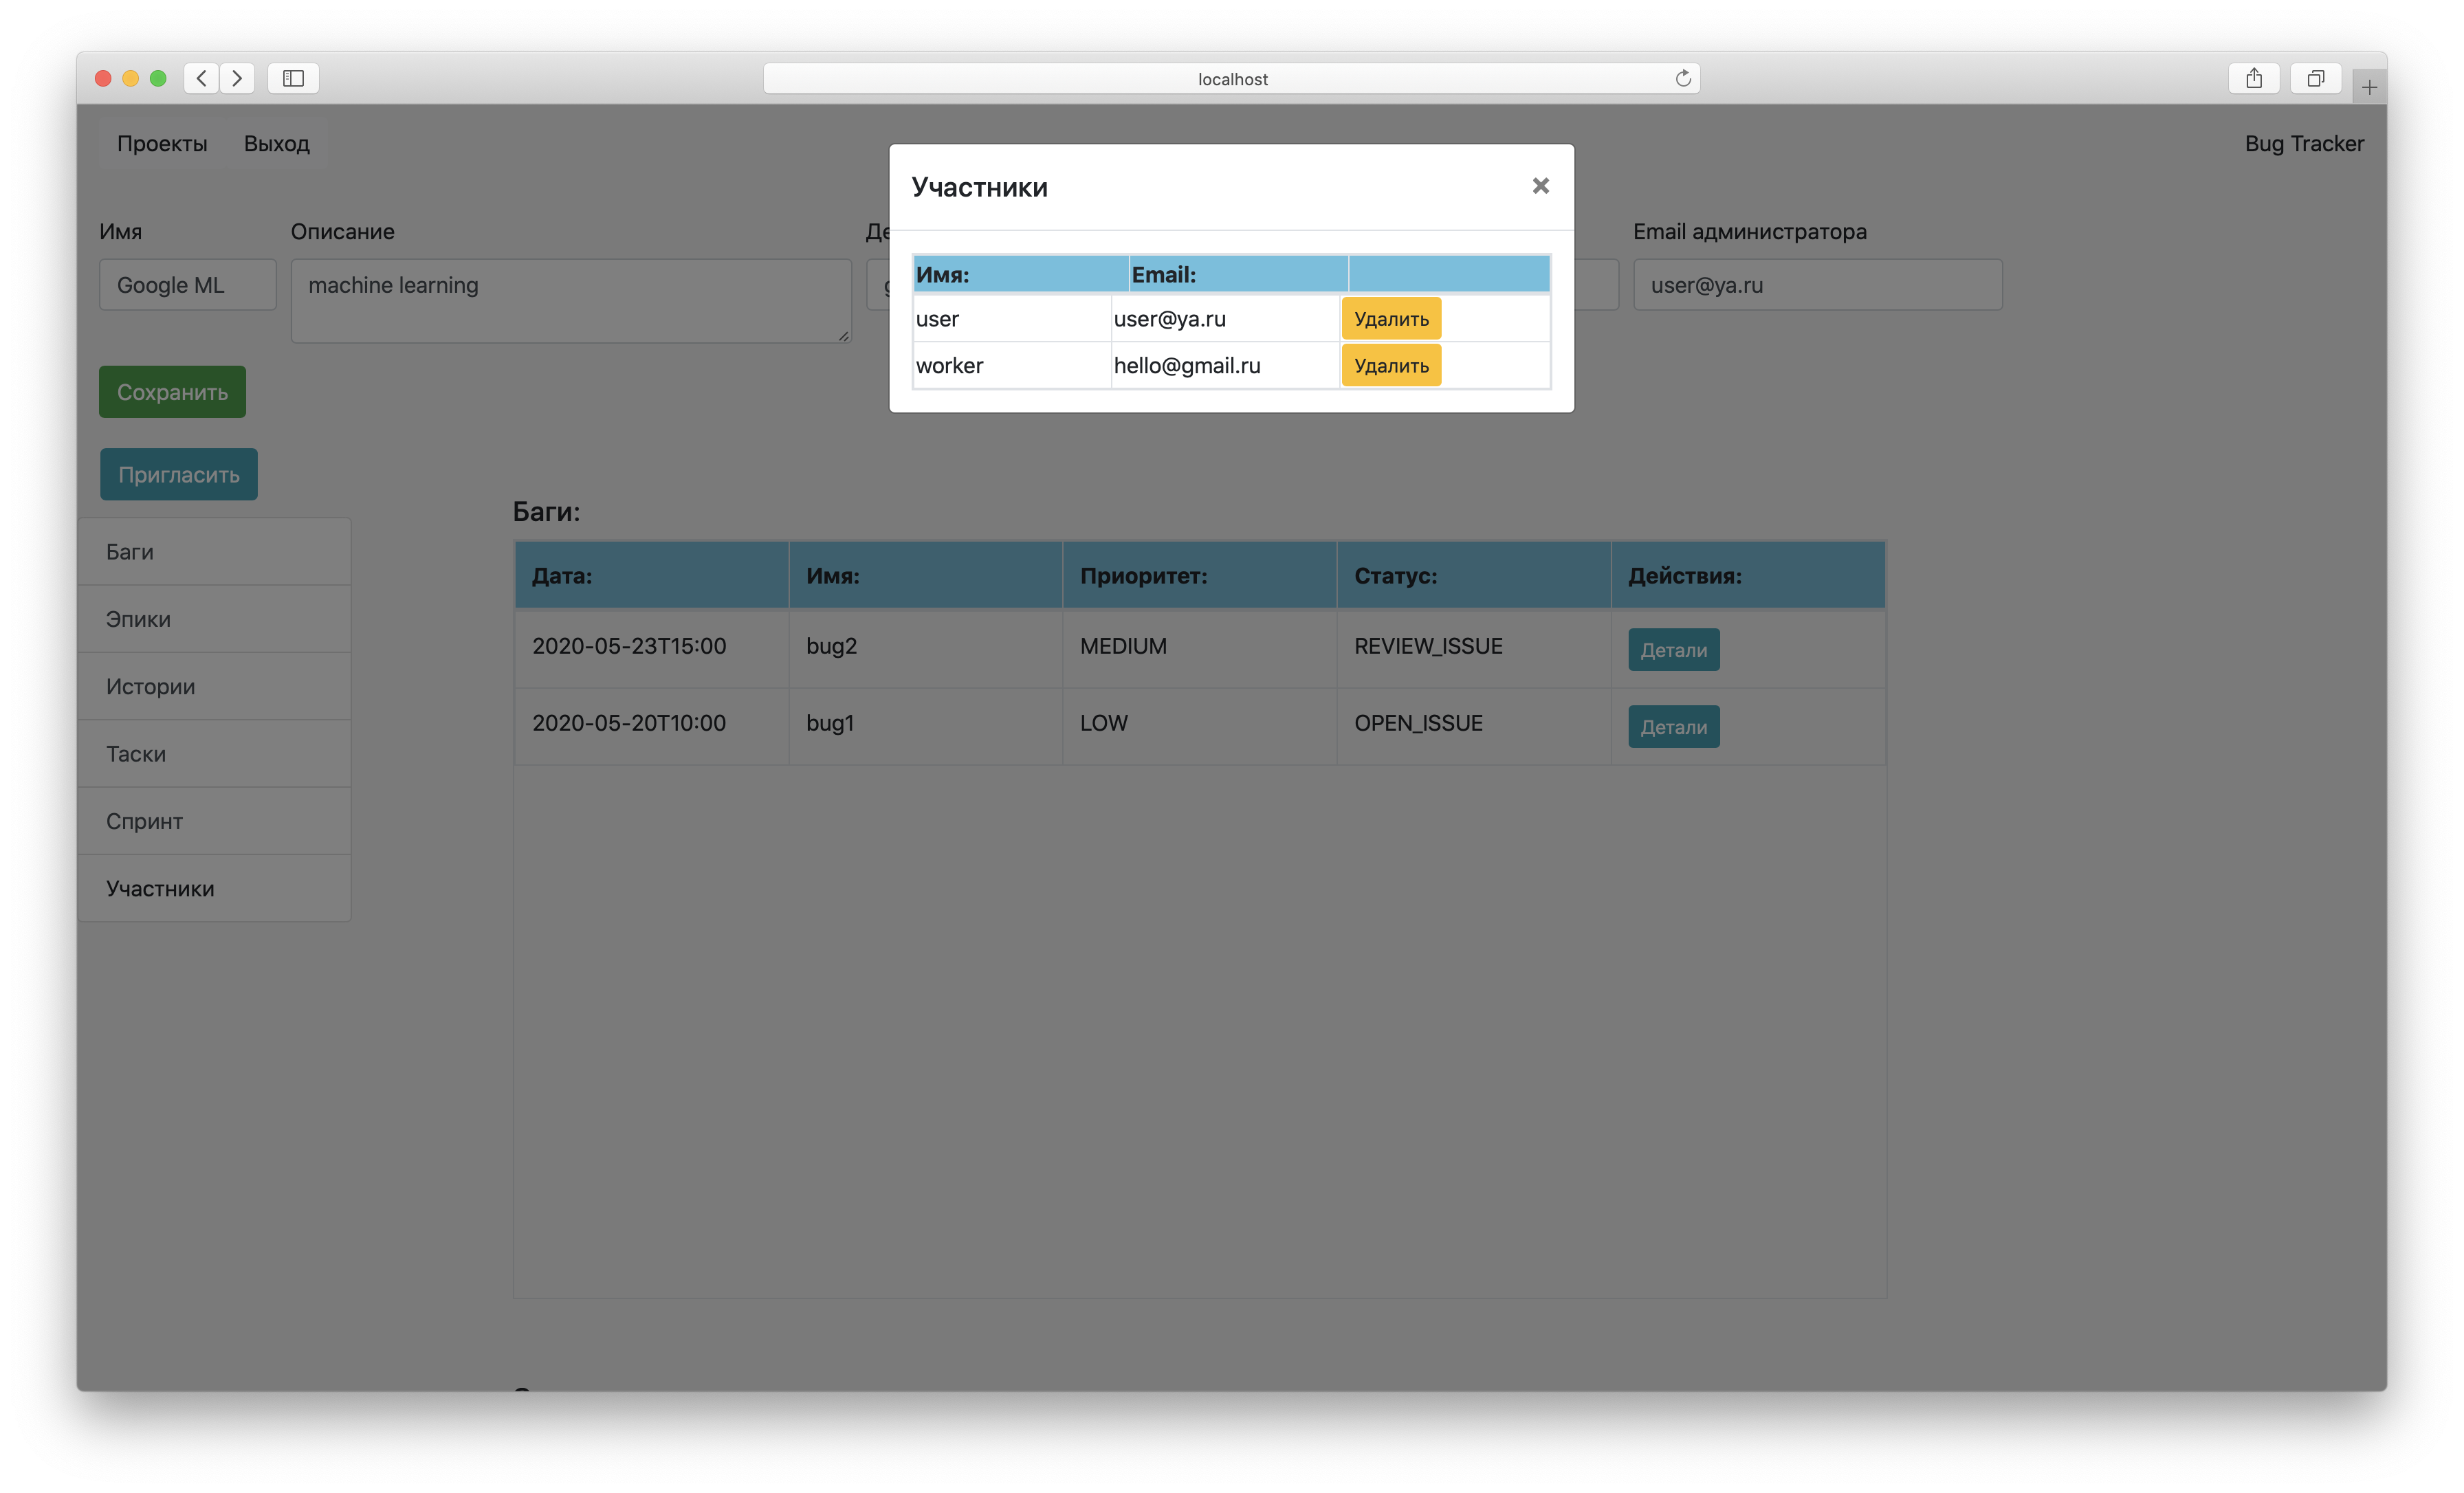 localhost
Проекты Выход Bug Tracker
Участники
Имя Описание Email администратора
Имя: Email:
Google ML machine learning user@ya.ru
user user@ya.ru Удалить
worker hello@gmail.ru Удалить
Сохранить
Пригласить
Баги:
Баги
Эпики
Истории
Таски
Спринт
Участники
Дата: Имя: Приоритет: Статус: Действия:
2020-05-23T15:00 bug2 MEDIUM REVIEW_ISSUE Детали
2020-05-20T10:00 bug1 LOW OPEN_ISSUE Детали